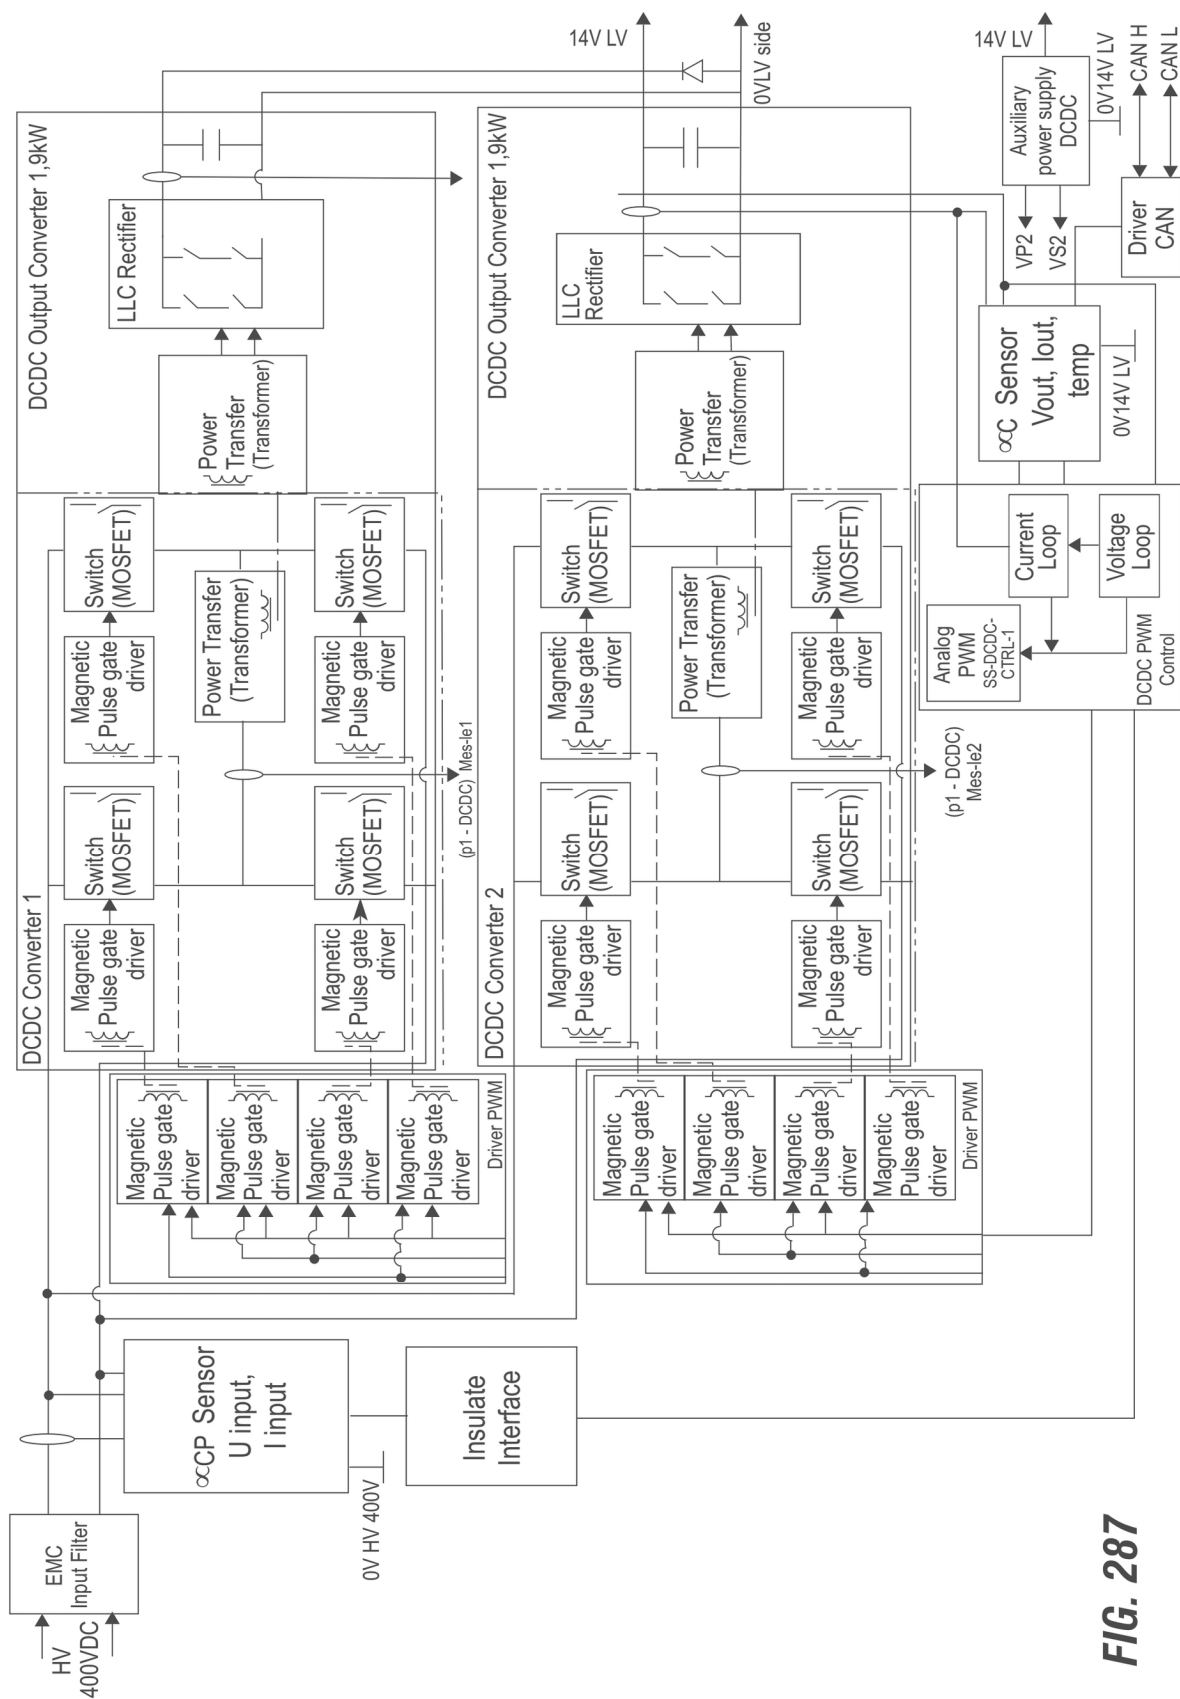 HV
400VDC
EMC
Input Filter
∝CP Sensor
U input,
I input
0V HV 400V
Insulate
Interface
DCDC Converter 1
Magnetic
Pulse gate
driver
Switch
(MOSFET)
Magnetic
Pulse gate
driver
Switch
(MOSFET)
Power Transfer
(Transformer)
Magnetic
Pulse gate
driver
Switch
(MOSFET)
Magnetic
Pulse gate
driver
Switch
(MOSFET)
(p1 - DCDC) Mes-le1
Magnetic
Pulse gate
driver
Magnetic
Pulse gate
driver
Magnetic
Pulse gate
driver
Magnetic
Pulse gate
driver
Driver PWM
DCDC Output Converter 1,9kW
Power
Transfer
(Transformer)
LLC Rectifier
DCDC Converter 2
Magnetic
Pulse gate
driver
Switch
(MOSFET)
Magnetic
Pulse gate
driver
Switch
(MOSFET)
Power Transfer
(Transformer)
Magnetic
Pulse gate
driver
Switch
(MOSFET)
Magnetic
Pulse gate
driver
Switch
(MOSFET)
(p1 - DCDC)
Mes-le2
Magnetic
Pulse gate
driver
Magnetic
Pulse gate
driver
Magnetic
Pulse gate
driver
Magnetic
Pulse gate
driver
Driver PWM
DCDC Output Converter 1,9kW
Power
Transfer
(Transformer)
LLC
Rectifier
14V LV
0VLV side
Analog
PWM
SS-DCDC-
CTRL-1
Current
Loop
Voltage
Loop
DCDC PWM
Control
∝C Sensor
Vout, Iout,
temp
0V14V LV
VP2
VS2
Auxiliary
power supply
DCDC
14V LV
0V14V LV
Driver
CAN
CAN H
CAN L
FIG. 287